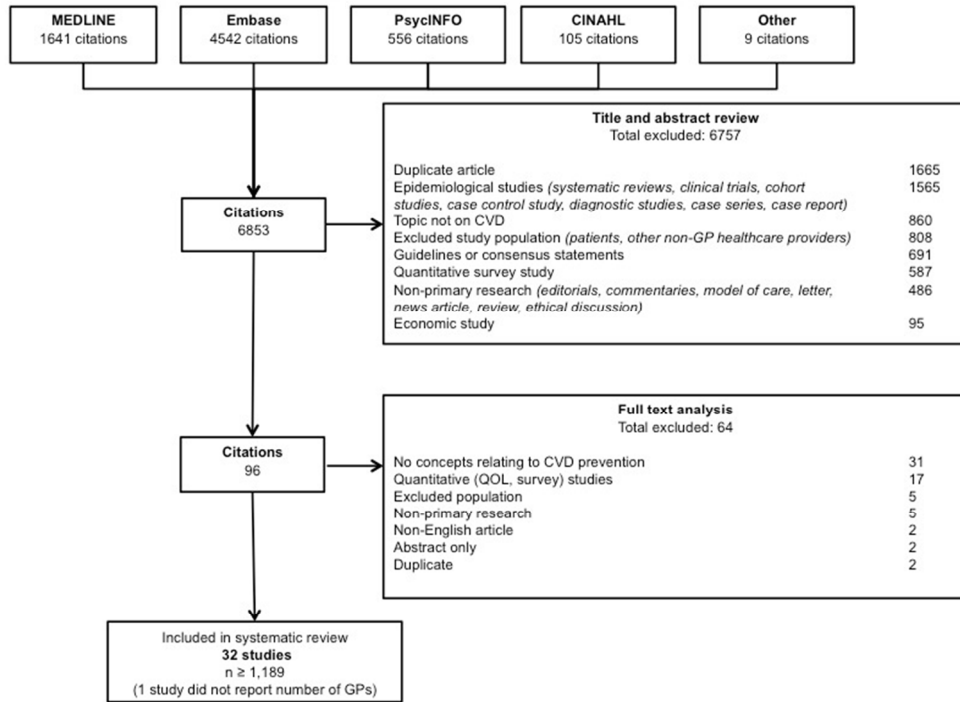 MEDLINE
1641 citations
Embase
4542 citations
PsycINFO
556 citations
CINAHL
105 citations
Other
9 citations
Title and abstract review
Total excluded: 6757
Duplicate article 1665
Epidemiological studies (systematic reviews, clinical trials, cohort 1565
studies, case control study, diagnostic studies, case series, case report)
Topic not on CVD 860
Excluded study population (patients, other non-GP healthcare providers) 808
Guidelines or consensus statements 691
Quantitative survey study 587
Non-primary research (editorials, commentaries, model of care, letter, 486
news article, review, ethical discussion)
Economic study 95
Citations
6853
Full text analysis
Total excluded: 64
No concepts relating to CVD prevention 31
Quantitative (QOL, survey) studies 17
Excluded population 5
Non-primary research 5
Non-English article 2
Abstract only 2
Duplicate 2
Citations
96
Included in systematic review
32 studies
n ≥ 1,189
(1 study did not report number of GPs)